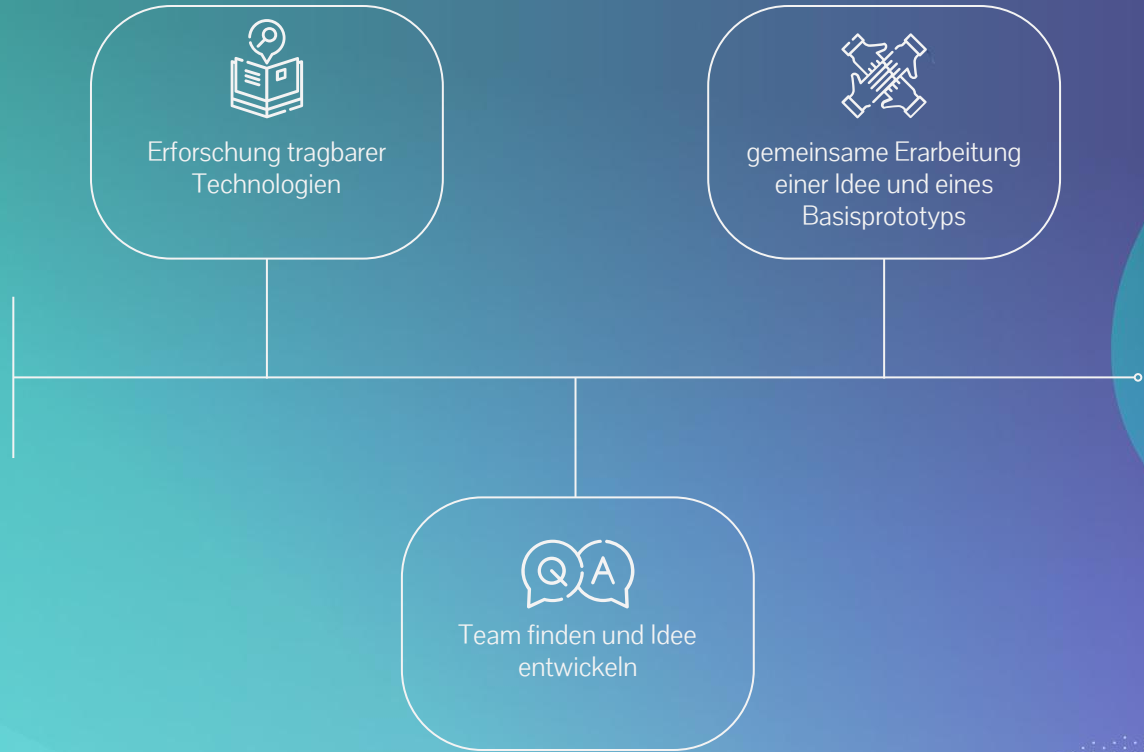 Erforschung tragbarer
Technologien
gemeinsame Erarbeitung
einer Idee und eines
Basisprototyps
Q A
Team finden und Idee
entwickeln